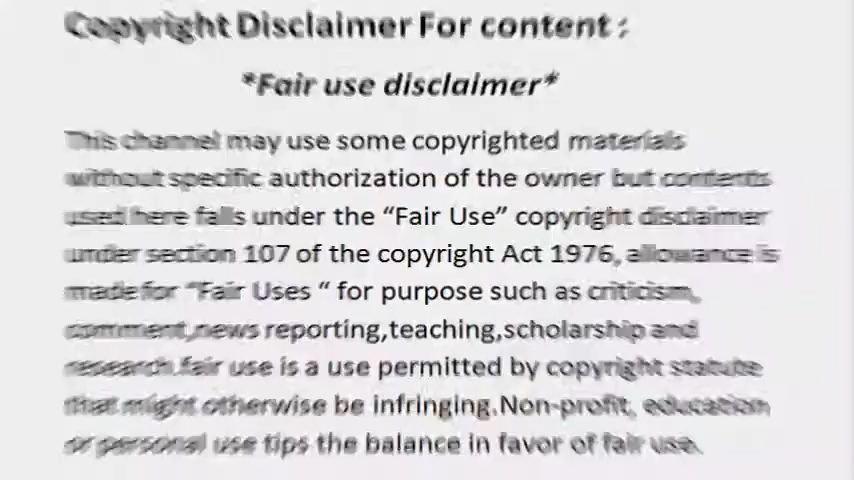 Copyright Disclaimer For content :
*Fair use disclaimer*
This channel may use some copyrighted materials
without specific authorization of the owner but contents
used here falls under the “Fair Use” copyright disclaimer
under section 107 of the copyright Act 1976, allowance is
made for “Fair Uses “ for purpose such as criticism,
comment,news reporting,teaching,scholarship and
research.fair use is a use permitted by copyright statute
that might otherwise be infringing.Non-profit, education
or personal use tips the balance in favor of fair use.